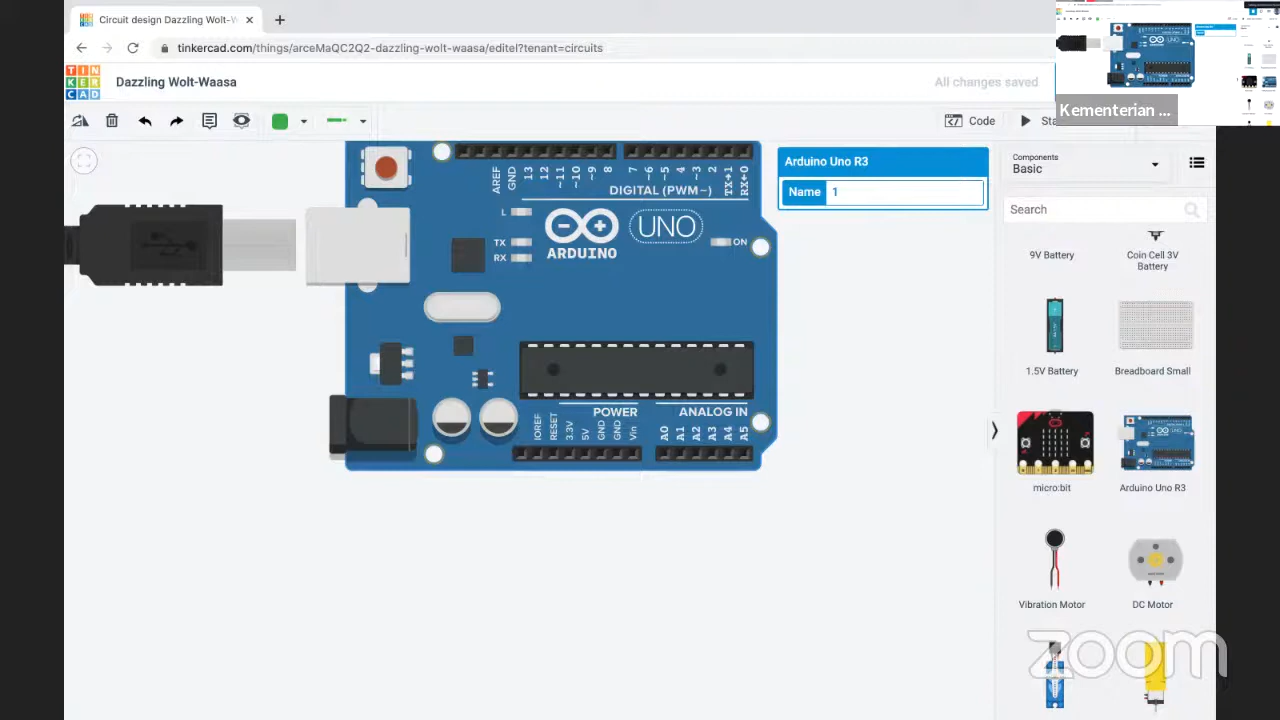 Circuit design Dazzling Wolt-W
tinkercad.com/things/arceMaQC2bz-dazzling-wolt-waasa/editel?tenant=circuits
TIN
KER
CAD
Dazzling Wolt-Waasa
All changes saved
Kementerian ...
Code
Sta
Arduino Uno R3
Name 1
Components
Basic
Search
9V Battery
Coin Cell 3V
Battery
1.5V Battery
Breadboard Small
micro:bit
Arduino Uno R3
Vibration Motor
DC Motor
AREF
GND
13
12
~11
~10
~9
8
7
~6
~5
4
~3
2
TX→1
RX←0
DIGITAL (PWM~)
L
TX
RX
ARDUINO
UNO
ON
POWER
ANALOG IN
IOREF
RESET
3.3V
5V
GND
GND
Vin
A0
A1
A2
A3
A4
A5
zoom